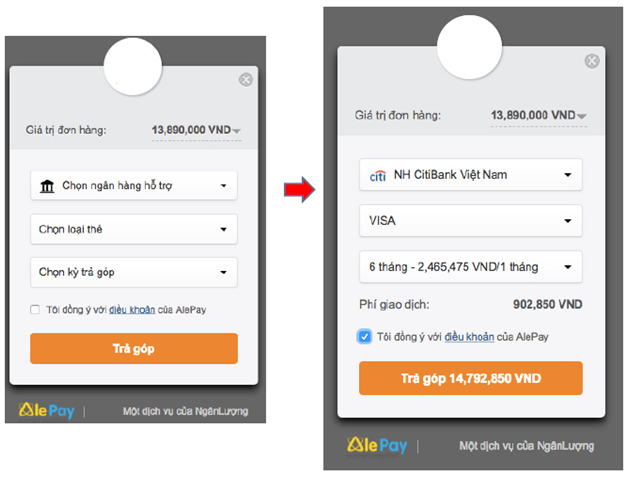 Giá trị đơn hàng: 13,890,000 VND
Chọn ngân hàng hỗ trợ
Chọn loại thẻ
Chọn kỳ trả góp
Tôi đồng ý với điều khoản của AlePay
Trả góp
AlePay | Một dịch vụ của NgânLượng
Giá trị đơn hàng: 13,890,000 VND
citi NH CitiBank Việt Nam
VISA
6 tháng - 2,465,475 VND/1 tháng
Phí giao dịch: 902,850 VND
Tôi đồng ý với điều khoản của AlePay
Trả góp 14,792,850 VND
AlePay | Một dịch vụ của NgânLượng